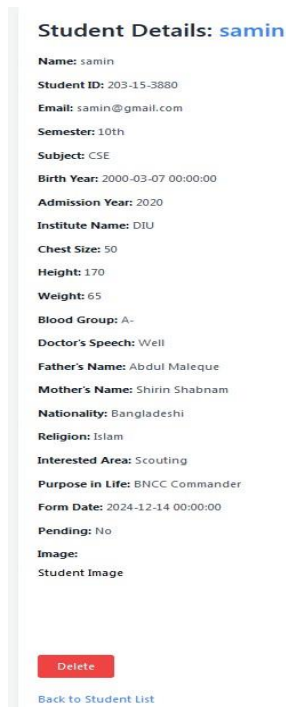 Student Details: samin
Name: samin
Student ID: 203-15-3880
Email: samin@gmail.com
Semester: 10th
Subject: CSE
Birth Year: 2000-03-07 00:00:00
Admission Year: 2020
Institute Name: DIU
Chest Size: 50
Height: 170
Weight: 65
Blood Group: A-
Doctor's Speech: Well
Father's Name: Abdul Maleque
Mother's Name: Shirin Shabnam
Nationality: Bangladeshi
Religion: Islam
Interested Area: Scouting
Purpose in Life: BNCC Commander
Form Date: 2024-12-14 00:00:00
Pending: No
Image:
Student Image
Delete
Back to Student List